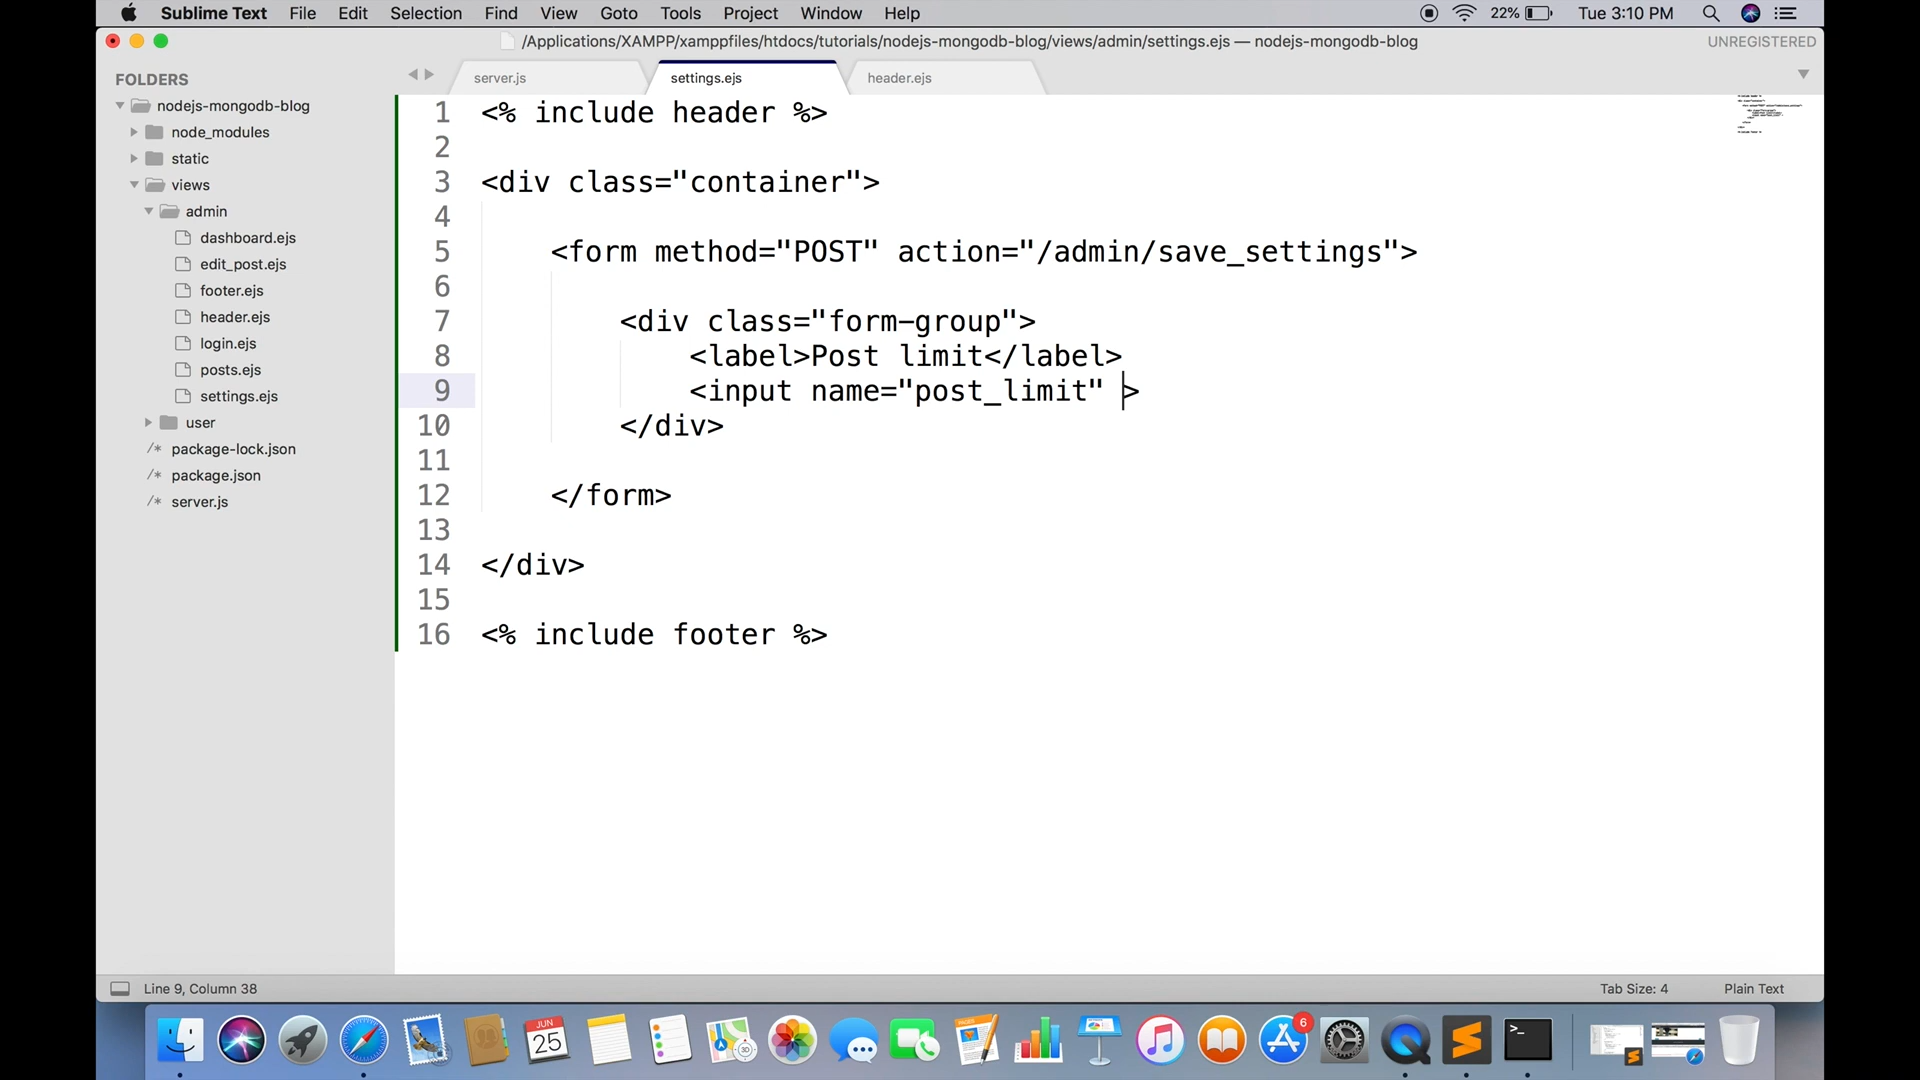 Sublime Text File Edit Selection Find View Goto Tools Project Window Help 22% Tue 3:10 PM
/Applications/XAMPP/xamppfiles/htdocs/tutorials/nodejs-mongodb-blog/views/admin/settings.ejs — nodejs-mongodb-blog UNREGISTERED
FOLDERS
nodejs-mongodb-blog
node_modules
static
views
admin
dashboard.ejs
edit_post.ejs
footer.ejs
header.ejs
login.ejs
posts.ejs
settings.ejs
user
/* package-lock.json
/* package.json
/* server.js
server.js settings.ejs header.ejs
1 <% include header %>
2
3 <div class="container">
4
5 <form method="POST" action="/admin/save_settings">
6
7 <div class="form-group">
8 <label>Post limit</label>
9 <input name="post_limit" >
10 </div>
11
12 </form>
13
14 </div>
15
16 <% include footer %>
Line 9, Column 38 Tab Size: 4 Plain Text
JUN
25
PAGES
6
>_